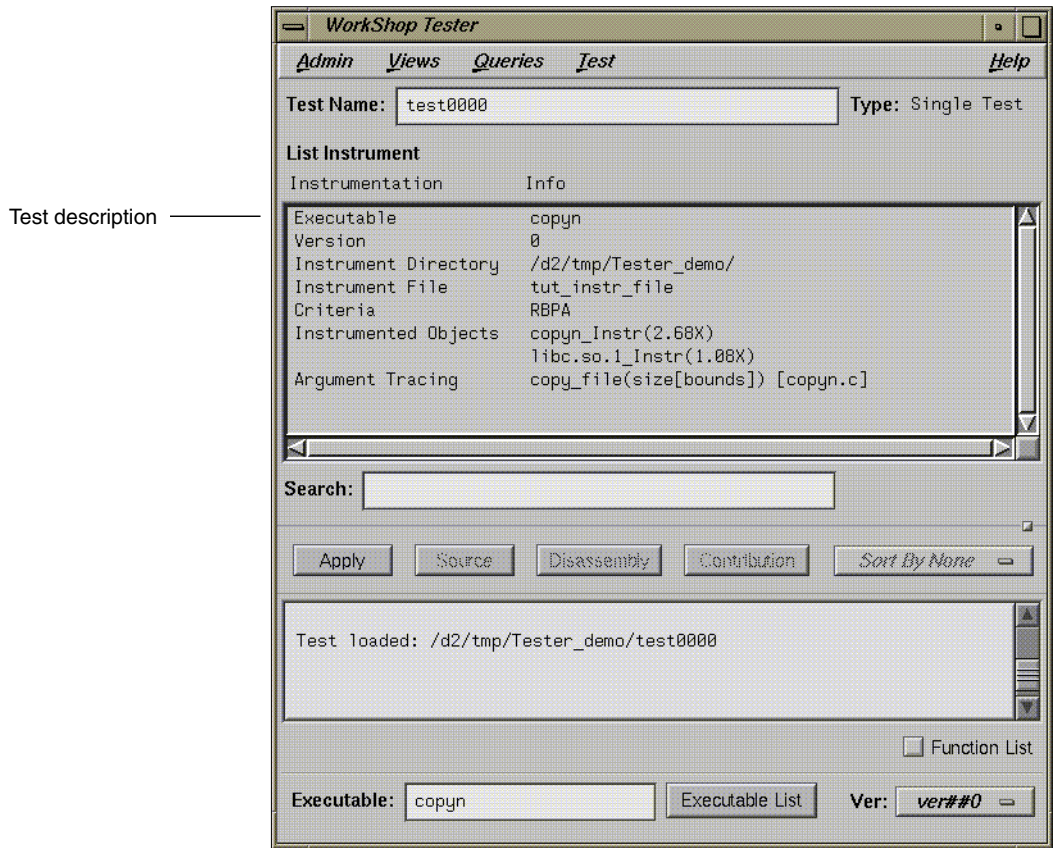 WorkShop Tester
Admin Views Queries Test Help
Test Name: test0000 Type: Single Test
List Instrument
Instrumentation Info
Test description
Executable copyn
Version 0
Instrument Directory /d2/tmp/Tester_demo/
Instrument File tut_instr_file
Criteria RBPA
Instrumented Objects copyn_Instr(2.68X)
libc.so.1_Instr(1.08X)
Argument Tracing copy_file(size[bounds]) [copyn.c]
Search:
Apply Source Disassembly Contribution Sort By None
Test loaded: /d2/tmp/Tester_demo/test0000
Function List
Executable: copyn Executable List Ver: ver##0